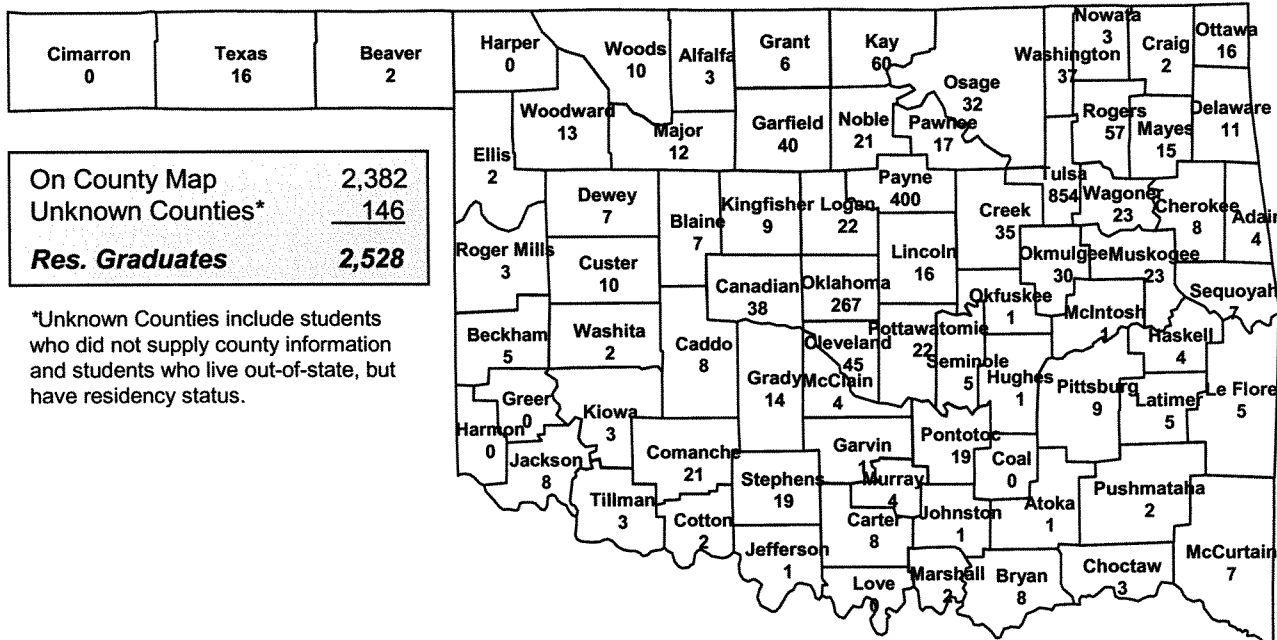 Cimarron
0
Texas
16
Beaver
2
Harper
0
Woods
10
Alfalfa
3
Grant
6
Kay
60
Osage
32
Washington
37
Nowata
3
Craig
2
Ottawa
16
Ellis
2
Woodward
13
Major
12
Garfield
40
Noble
21
Pawnee
17
Rogers
57
Mayes
15
Delaware
11
On County Map 2,382
Unknown Counties* 146
Res. Graduates 2,528
*Unknown Counties include students
who did not supply county information
and students who live out-of-state, but
have residency status.
Roger Mills
3
Dewey
7
Custer
10
Blaine
7
Kingfisher
9
Logan
22
Payne
400
Lincoln
16
Creek
35
Tulsa
854
Wagoner
23
Cherokee
8
Adair
4
Okmulgee
30
Muskogee
23
Sequoyah
7
Beckham
5
Washita
2
Caddo
8
Canadian
38
Oklahoma
267
Cleveland
45
Pottawatomie
22
Seminole
5
Okfuskee
1
McIntosh
1
Haskell
4
Hughes
1
Pittsburg
9
Latimer
5
Le Flore
5
Greer
0
Harmon
0
Kiowa
3
Jackson
8
Comanche
21
Grady
14
McClain
4
Garvin
Pontotoc
19
Coal
0
Tillman
3
Cotton
2
Stephens
19
Murray
4
Carter
8
Johnston
1
Atoka
1
Pushmataha
2
Jefferson
1
Love
0
Marshall
2
Bryan
8
Choctaw
3
McCurtain
7